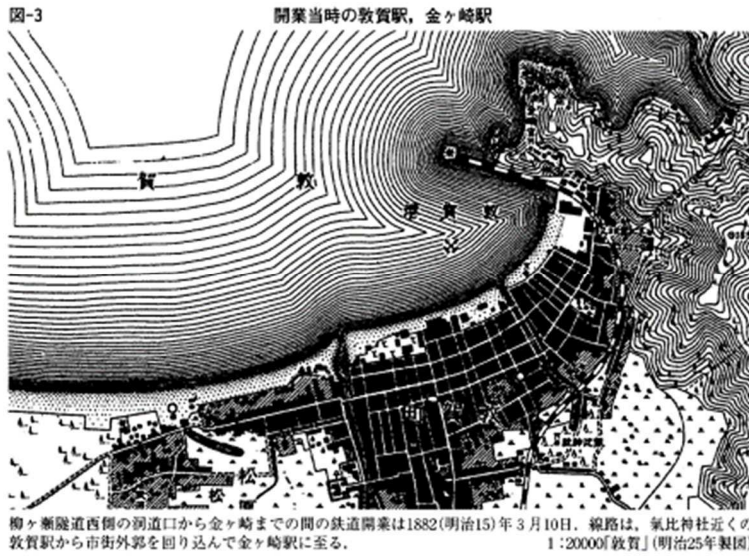 図-3
開業当時の敦賀駅，金ヶ崎駅
賀
敦
港 賀 敦
松
松
柳ヶ瀬隧道西側の洞道口から金ヶ崎までの間の鉄道開業は1882(明治15)年3月10日．線路は，氣比神社近くの
敦賀駅から市街外郭を回り込んで金ヶ崎駅に至る．
1:20000「敦賀」(明治25年製図